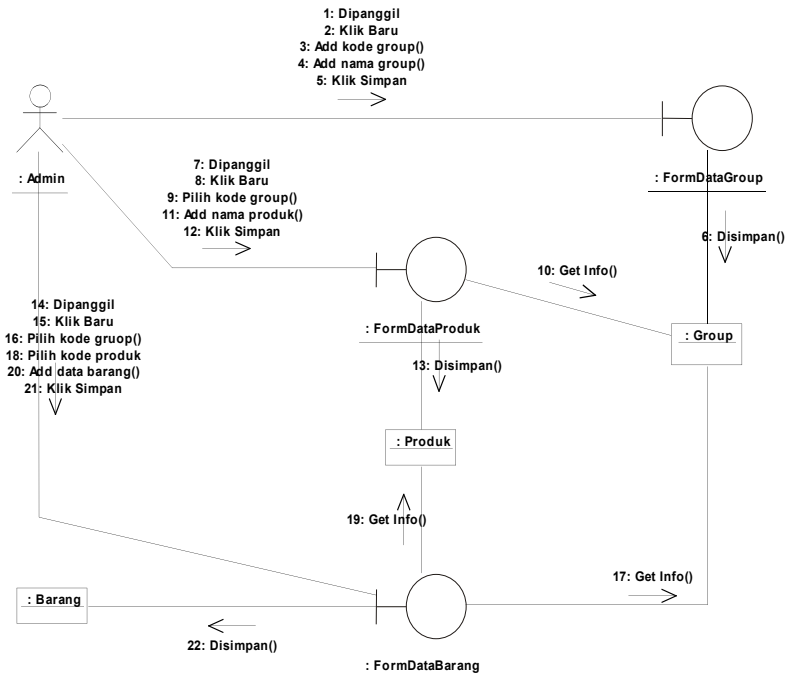 1: Dipanggil
2: Klik Baru
3: Add kode group()
4: Add nama group()
5: Klik Simpan
: Admin
: FormDataGroup
7: Dipanggil
8: Klik Baru
9: Pilih kode group()
11: Add nama produk()
12: Klik Simpan
6: Disimpan()
10: Get Info()
14: Dipanggil
15: Klik Baru
16: Pilih kode gruop()
18: Pilih kode produk
20: Add data barang()
21: Klik Simpan
: FormDataProduk
: Group
13: Disimpan()
: Produk
19: Get Info()
17: Get Info()
: Barang
22: Disimpan()
: FormDataBarang